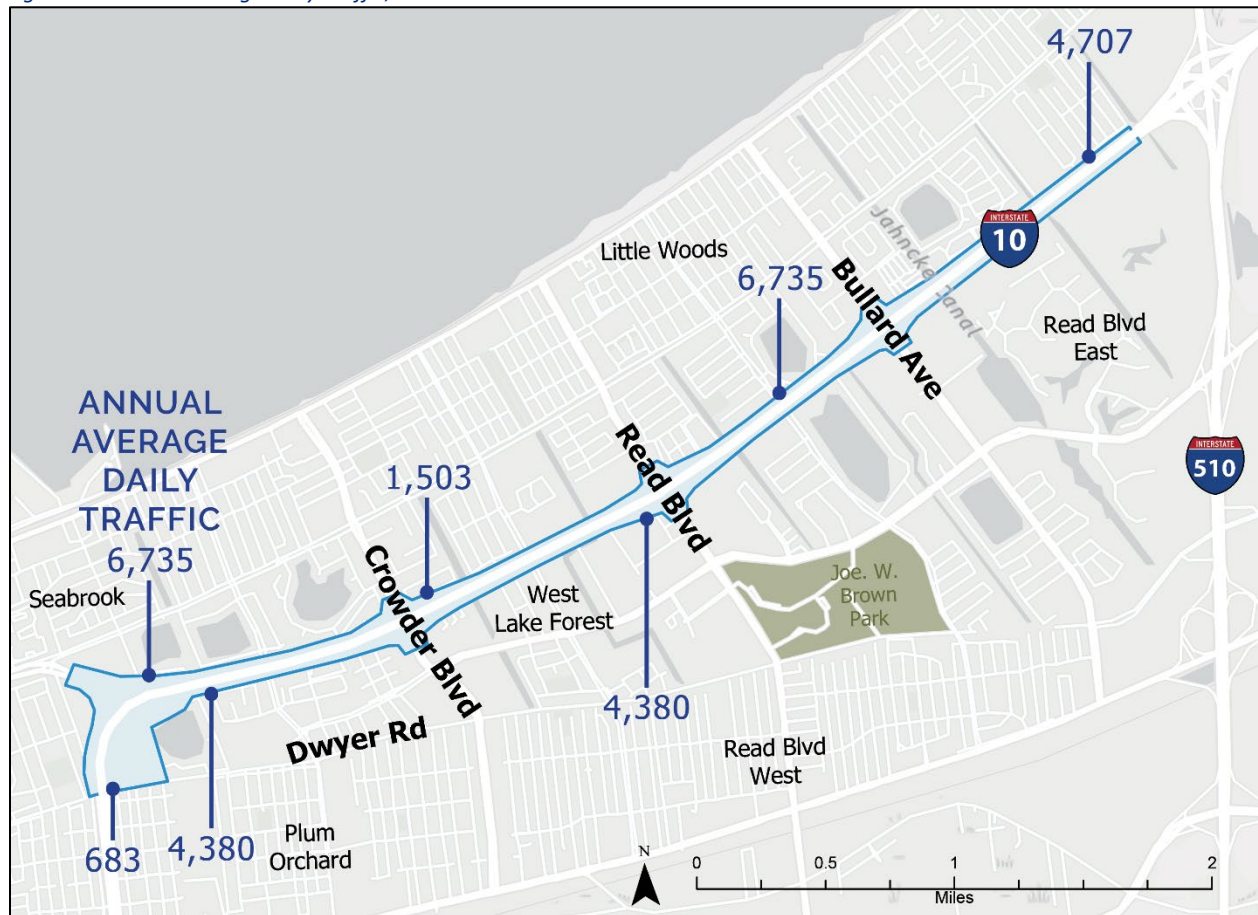 4,707
INTERSTATE
10
Little Woods
6,735
Bullard Ave
Jahncke Canal
Read Blvd
East
ANNUAL
AVERAGE
DAILY
TRAFFIC
6,735
1,503
Read Blvd
INTERSTATE
510
Seabrook
Crowder Blvd
West
Lake Forest
Joe. W.
Brown
Park
4,380
Dwyer Rd
Read Blvd
West
683
4,380
Plum
Orchard
N
0
0.5
1
2
Miles